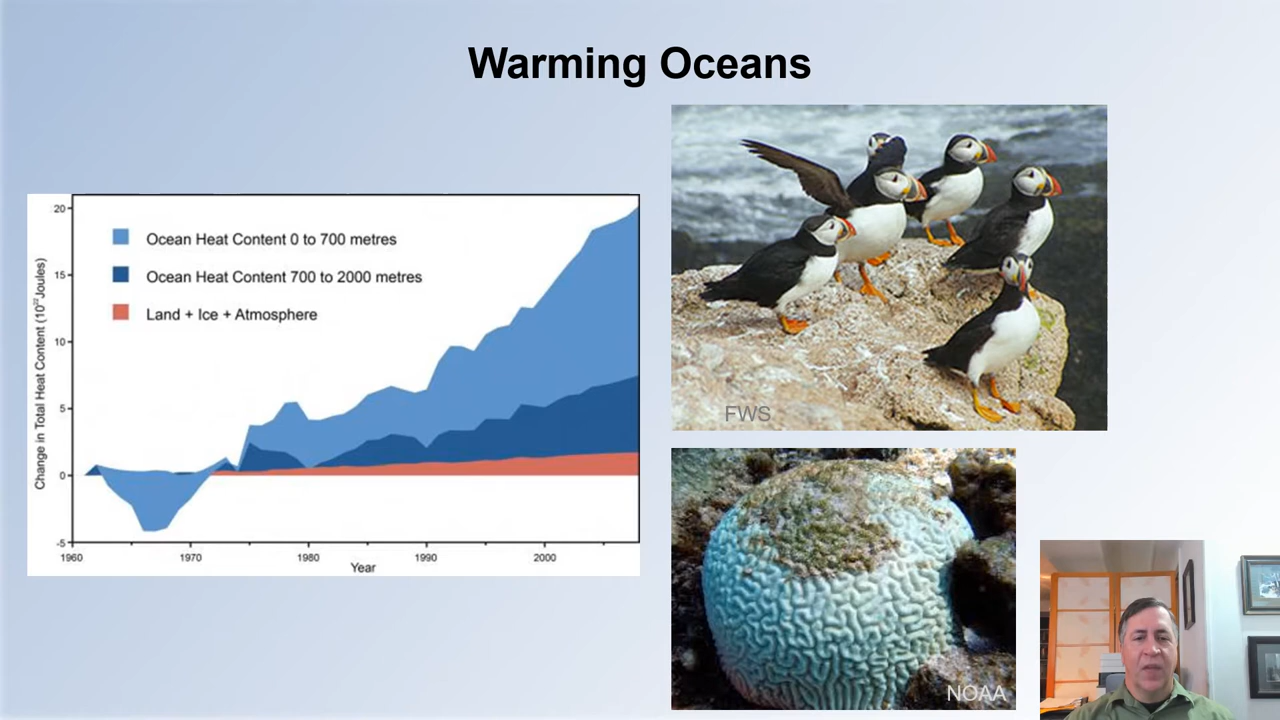 Warming Oceans
20
15
10
5
0
-5
Change in Total Heat Content (10²²Joules)
Ocean Heat Content 0 to 700 metres
Ocean Heat Content 700 to 2000 metres
Land + Ice + Atmosphere
1960
1970
1980
1990
2000
Year
FWS
NOAA